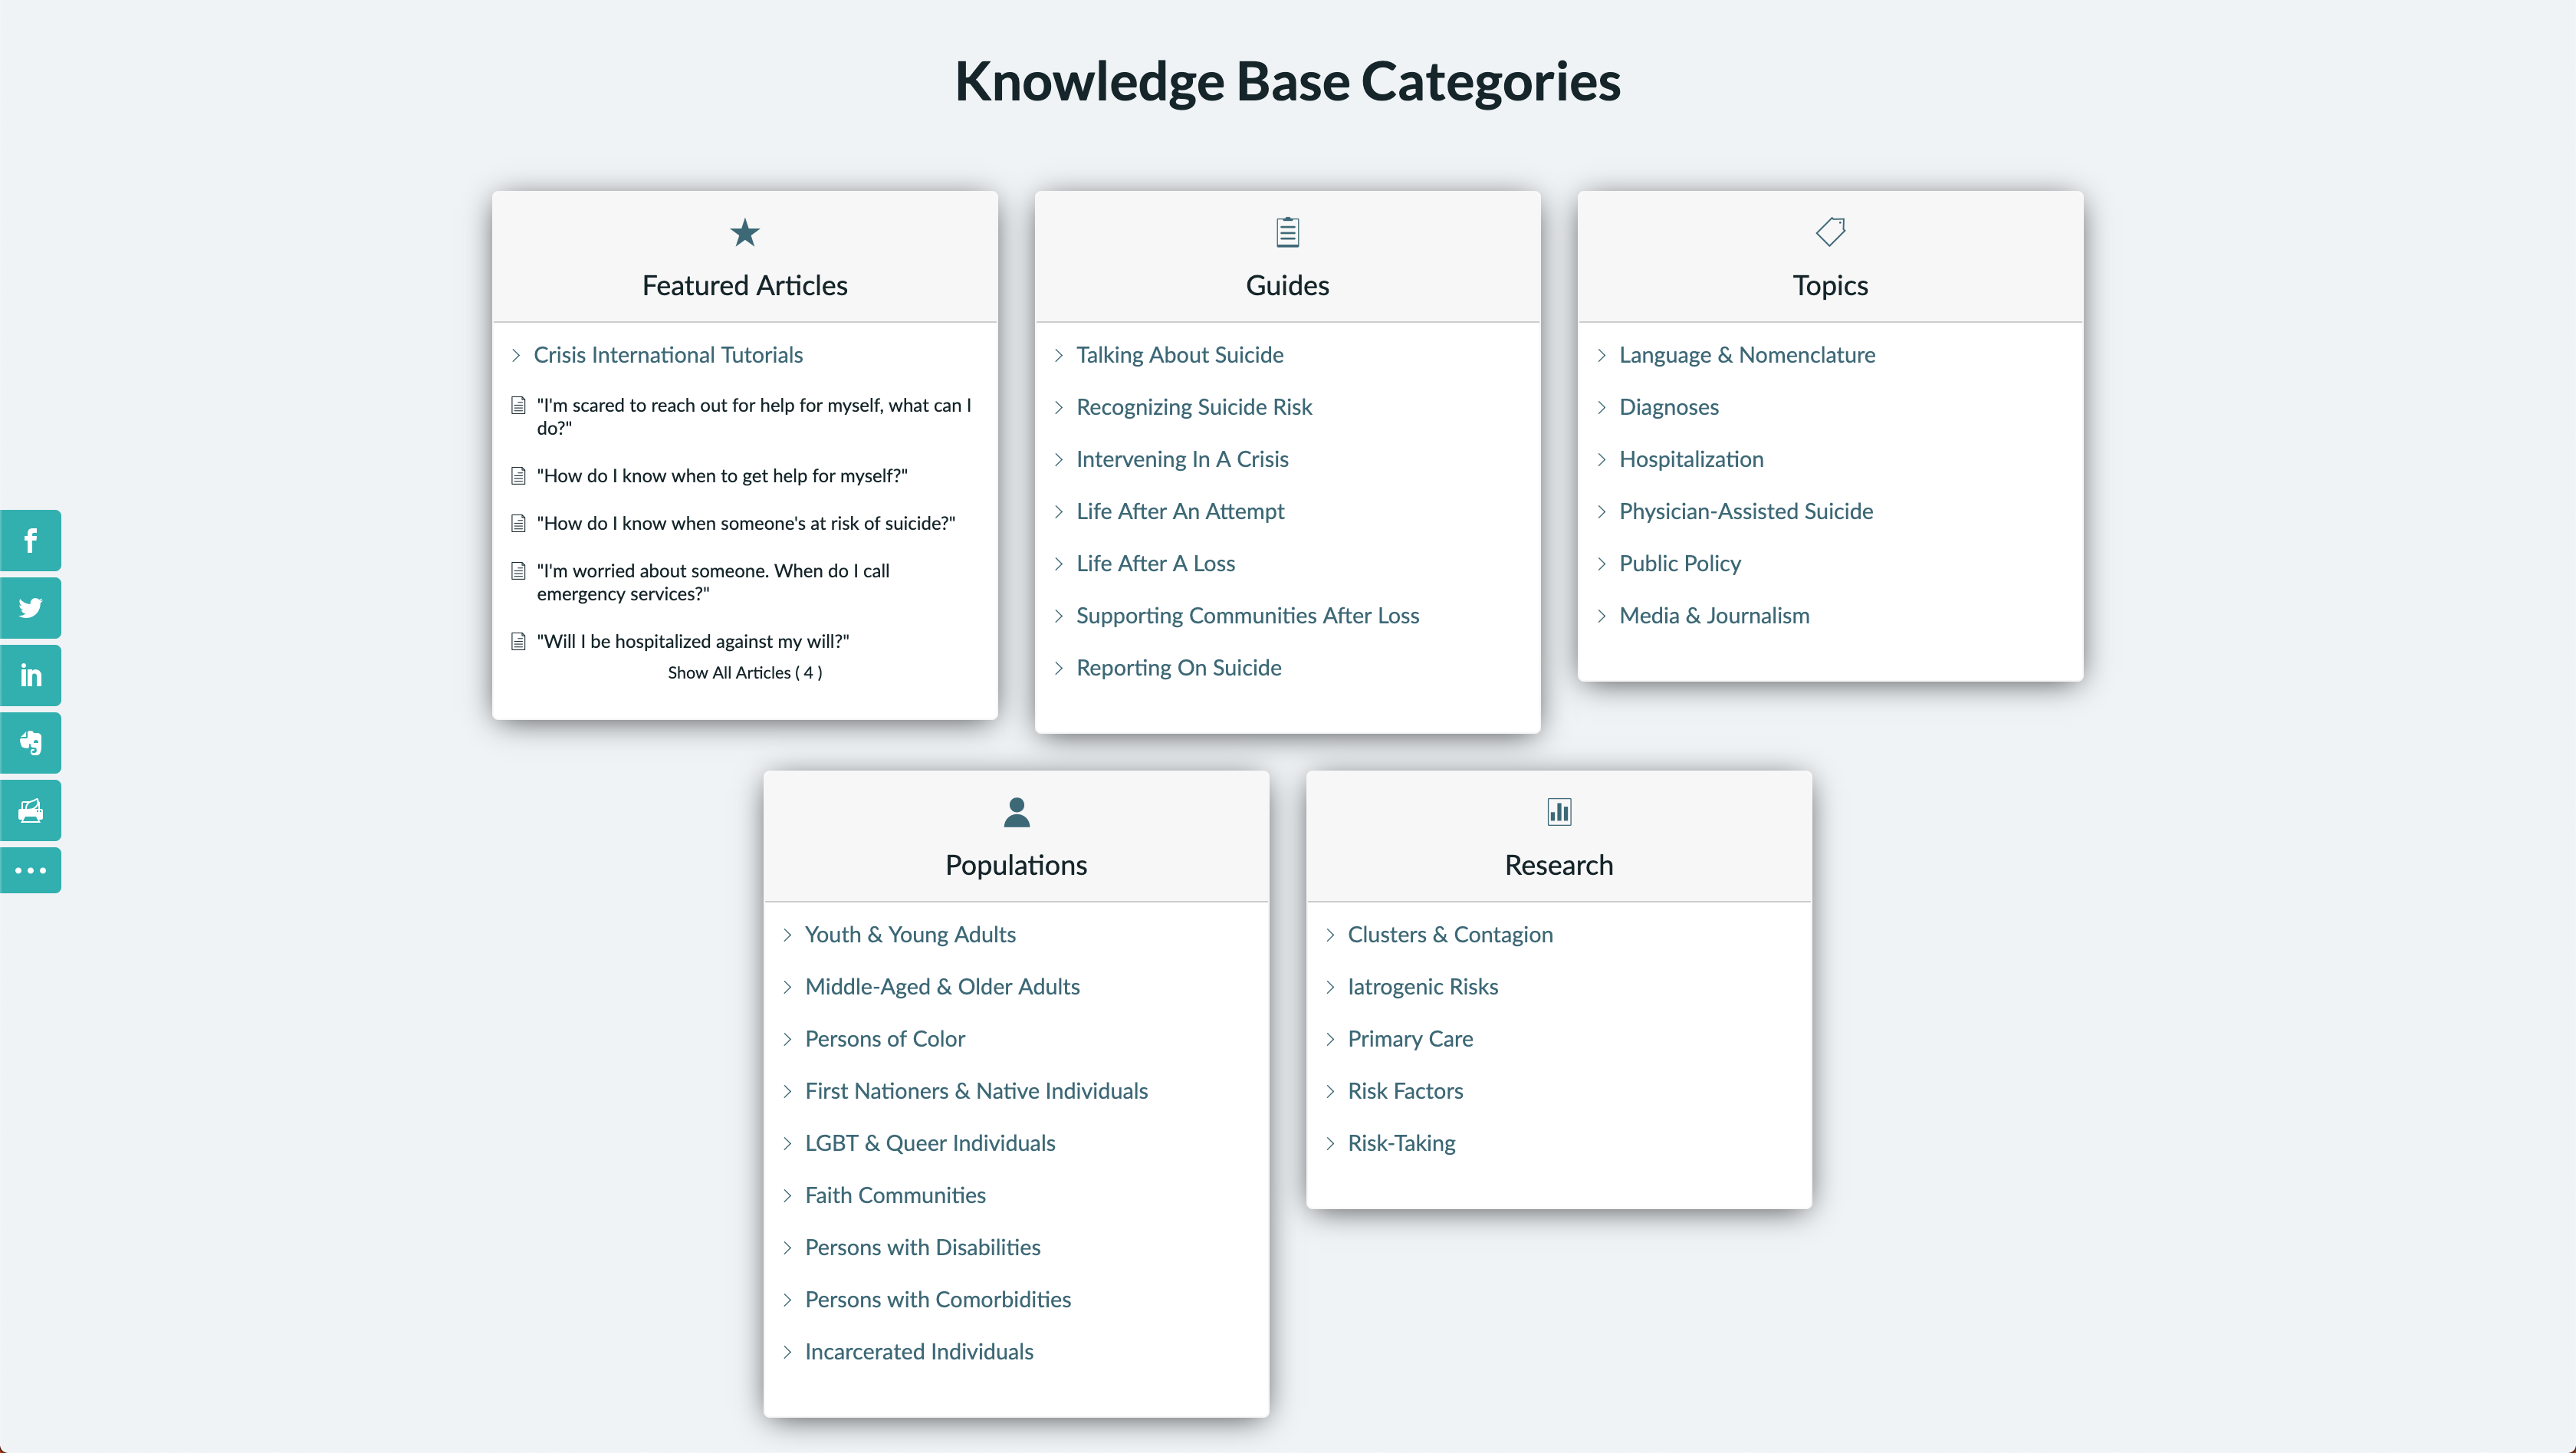 Knowledge Base Categories
Featured Articles
Crisis International Tutorials
"I'm scared to reach out for help for myself, what can I
do?"
"How do I know when to get help for myself?"
"How do I know when someone's at risk of suicide?"
"I'm worried about someone. When do I call
emergency services?"
"Will I be hospitalized against my will?"
Show All Articles ( 4 )
Guides
Talking About Suicide
Recognizing Suicide Risk
Intervening In A Crisis
Life After An Attempt
Life After A Loss
Supporting Communities After Loss
Reporting On Suicide
Topics
Language & Nomenclature
Diagnoses
Hospitalization
Physician-Assisted Suicide
Public Policy
Media & Journalism
Populations
Youth & Young Adults
Middle-Aged & Older Adults
Persons of Color
First Nationers & Native Individuals
LGBT & Queer Individuals
Faith Communities
Persons with Disabilities
Persons with Comorbidities
Incarcerated Individuals
Research
Clusters & Contagion
Iatrogenic Risks
Primary Care
Risk Factors
Risk-Taking